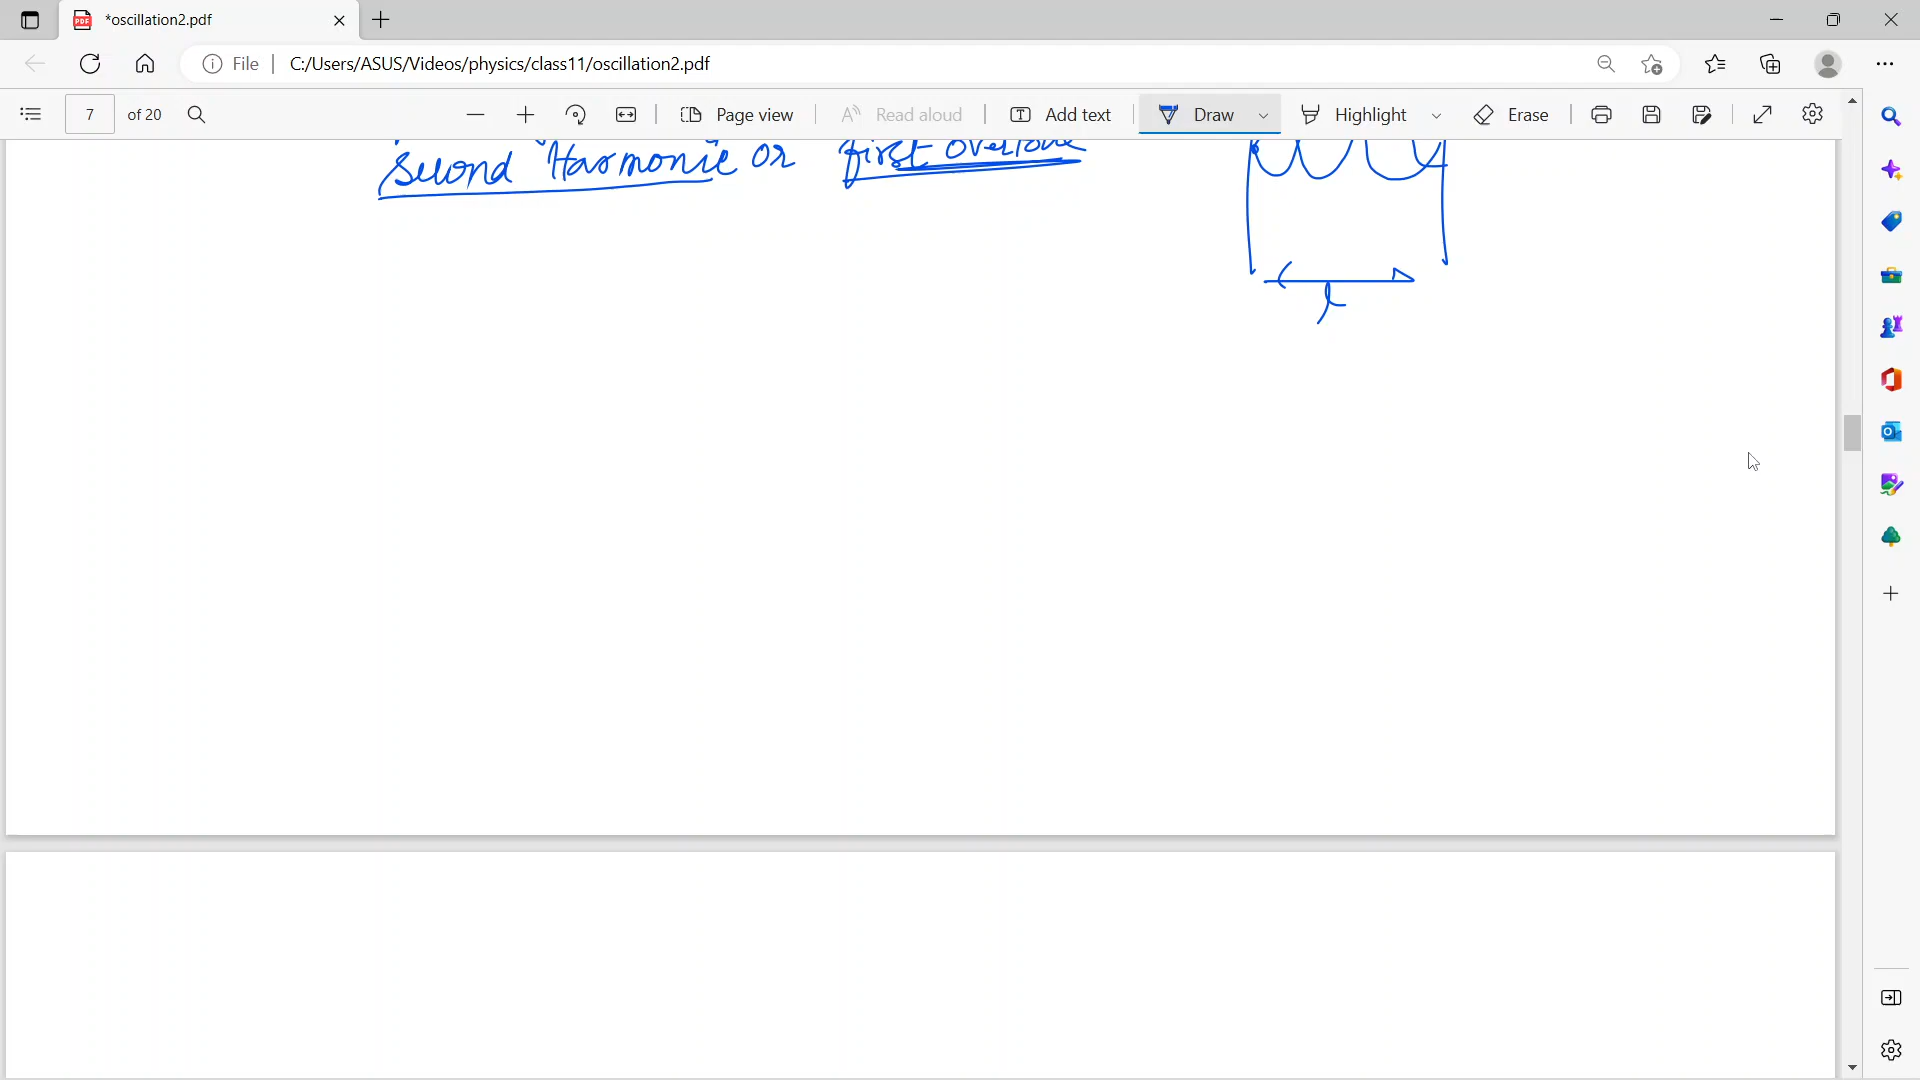 *oscillation2.pdf
File C:/Users/ASUS/Videos/physics/class11/oscillation2.pdf
7 of 20 Page view Read aloud Add text Draw Highlight Erase
Second Harmonic or first overtone
l